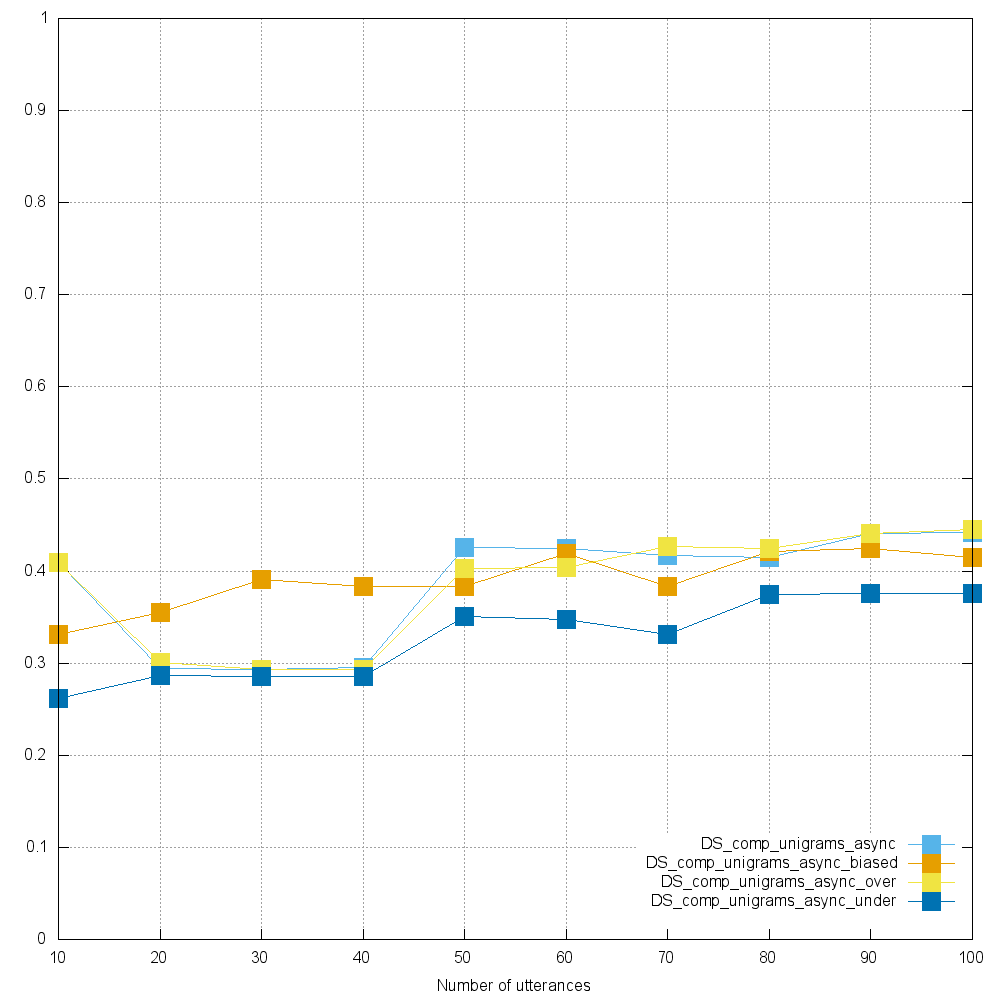 1
0.9
0.8
0.7
0.6
0.5
0.4
0.3
0.2
0.1
0
DS_comp_unigrams_async
DS_comp_unigrams_async_biased
DS_comp_unigrams_async_over
DS_comp_unigrams_async_under
10 20 30 40 50 60 70 80 90 100
Number of utterances